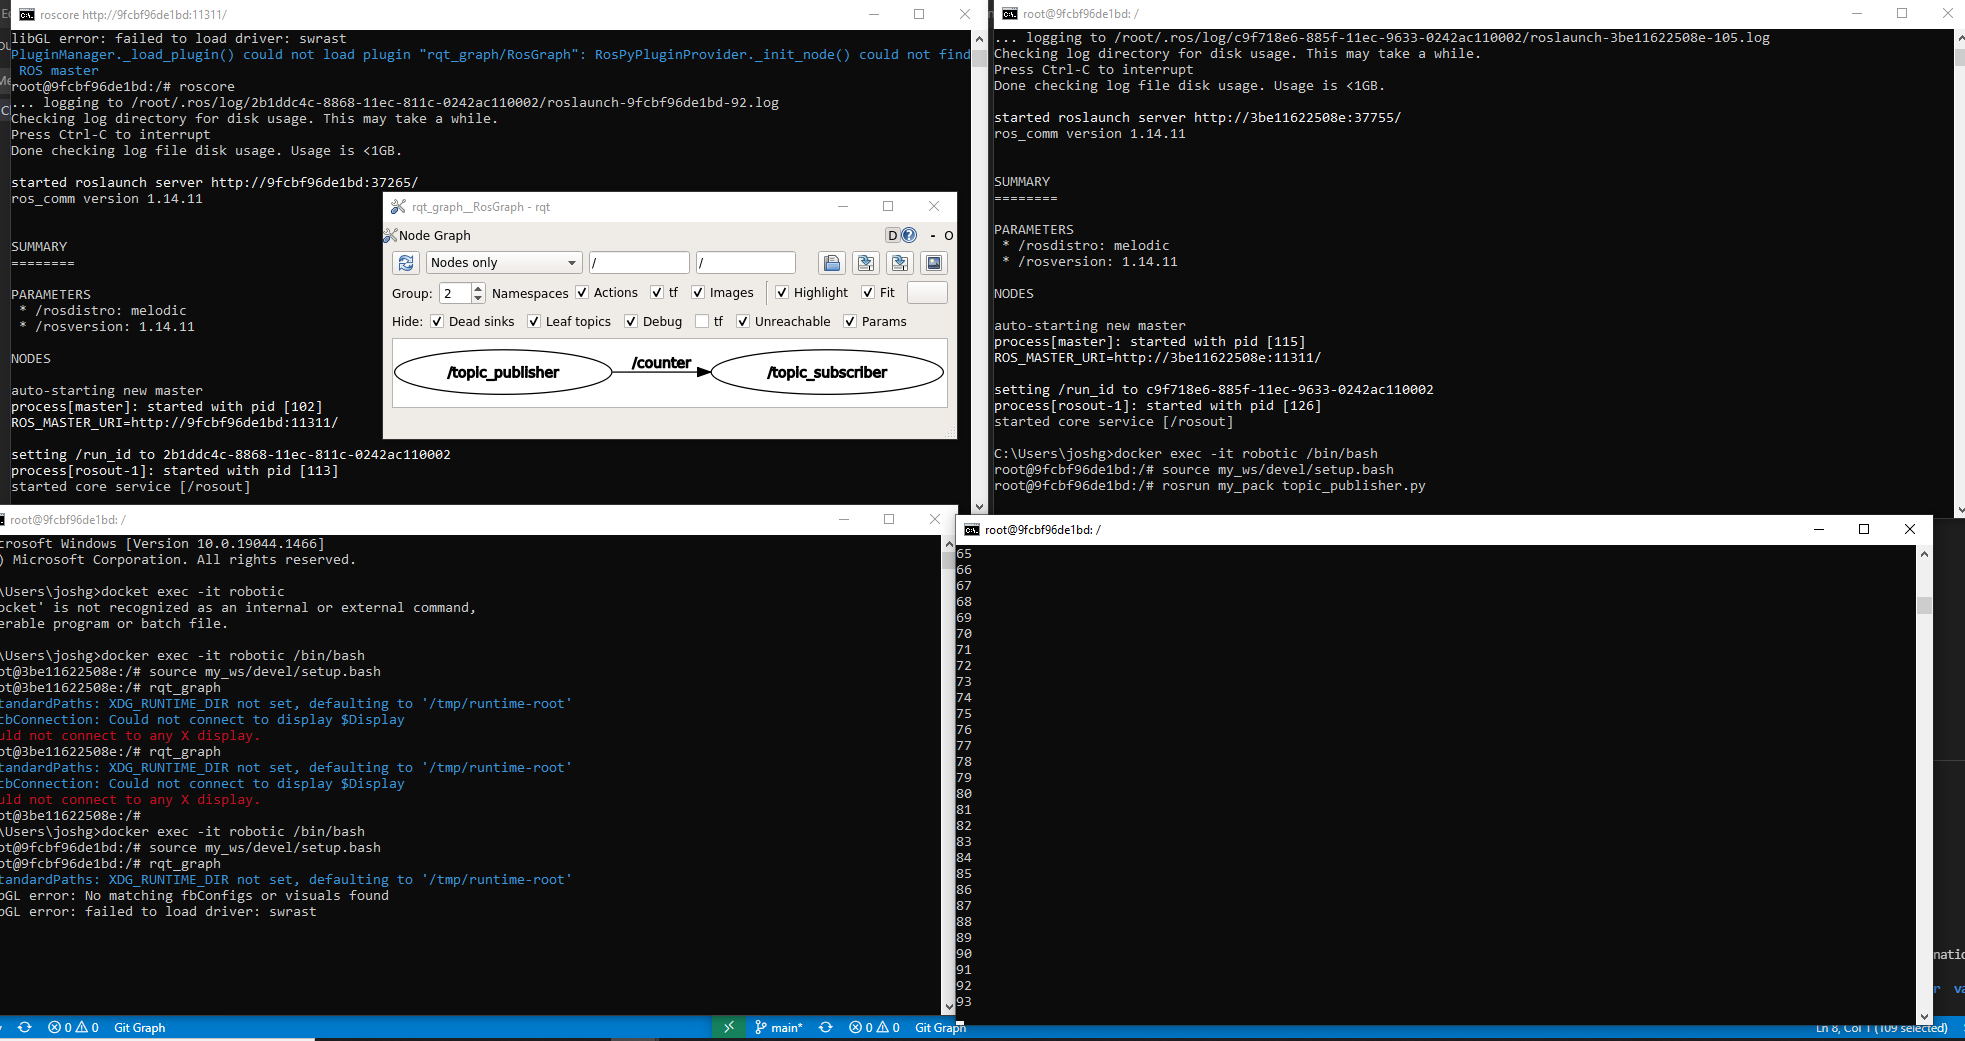 roscore http://9fcbf96de1bd:11311/
libGL error: failed to load driver: swrast
PluginManager._load_plugin() could not load plugin "rqt_graph/RosGraph": RosPyPluginProvider._init_node() could not find
ROS master
root@9fcbf96de1bd:/# roscore
... logging to /root/.ros/log/2b1ddc4c-8868-11ec-811c-0242ac110002/roslaunch-9fcbf96de1bd-92.log
Checking log directory for disk usage. This may take a while.
Press Ctrl-C to interrupt
Done checking log file disk usage. Usage is <1GB.
started roslaunch server http://9fcbf96de1bd:37265/
ros_comm version 1.14.11
SUMMARY
========
PARAMETERS
* /rosdistro: melodic
* /rosversion: 1.14.11
NODES
auto-starting new master
process[master]: started with pid [102]
ROS_MASTER_URI=http://9fcbf96de1bd:11311/
setting /run_id to 2b1ddc4c-8868-11ec-811c-0242ac110002
process[rosout-1]: started with pid [113]
started core service [/rosout]
rqt_graph__RosGraph - rqt
Node Graph
D
- O
Nodes only / /
Group: 2 Namespaces Actions tf Images Highlight Fit
Hide: Dead sinks Leaf topics Debug tf Unreachable Params
/topic_publisher /counter /topic_subscriber
root@9fcbf96de1bd: /
... logging to /root/.ros/log/c9f718e6-885f-11ec-9633-0242ac110002/roslaunch-3be11622508e-105.log
Checking log directory for disk usage. This may take a while.
Press Ctrl-C to interrupt
Done checking log file disk usage. Usage is <1GB.
started roslaunch server http://3be11622508e:37755/
ros_comm version 1.14.11
SUMMARY
========
PARAMETERS
* /rosdistro: melodic
* /rosversion: 1.14.11
NODES
auto-starting new master
process[master]: started with pid [115]
ROS_MASTER_URI=http://3be11622508e:11311/
setting /run_id to c9f718e6-885f-11ec-9633-0242ac110002
process[rosout-1]: started with pid [126]
started core service [/rosout]
C:\Users\joshg>docker exec -it robotic /bin/bash
root@9fcbf96de1bd:/# source my_ws/devel/setup.bash
root@9fcbf96de1bd:/# rosrun my_pack topic_publisher.py
root@9fcbf96de1bd: /
crosoft Windows [Version 10.0.19044.1466]
) Microsoft Corporation. All rights reserved.
\Users\joshg>docket exec -it robotic
ocket' is not recognized as an internal or external command,
erable program or batch file.
\Users\joshg>docker exec -it robotic /bin/bash
ot@3be11622508e:/# source my_ws/devel/setup.bash
ot@3be11622508e:/# rqt_graph
tandardPaths: XDG_RUNTIME_DIR not set, defaulting to '/tmp/runtime-root'
cbConnection: Could not connect to display $Display
uld not connect to any X display.
ot@3be11622508e:/# rqt_graph
tandardPaths: XDG_RUNTIME_DIR not set, defaulting to '/tmp/runtime-root'
cbConnection: Could not connect to display $Display
uld not connect to any X display.
ot@3be11622508e:/#
\Users\joshg>docker exec -it robotic /bin/bash
ot@9fcbf96de1bd:/# source my_ws/devel/setup.bash
ot@9fcbf96de1bd:/# rqt_graph
tandardPaths: XDG_RUNTIME_DIR not set, defaulting to '/tmp/runtime-root'
bGL error: No matching fbConfigs or visuals found
bGL error: failed to load driver: swrast
root@9fcbf96de1bd: /
65
66
67
68
69
70
71
72
73
74
75
76
77
78
79
80
81
82
83
84
85
86
87
88
89
90
91
92
93
0 0 Git Graph
main* 0 0 Git Graph
Ln 8, Col 1 (109 selected)